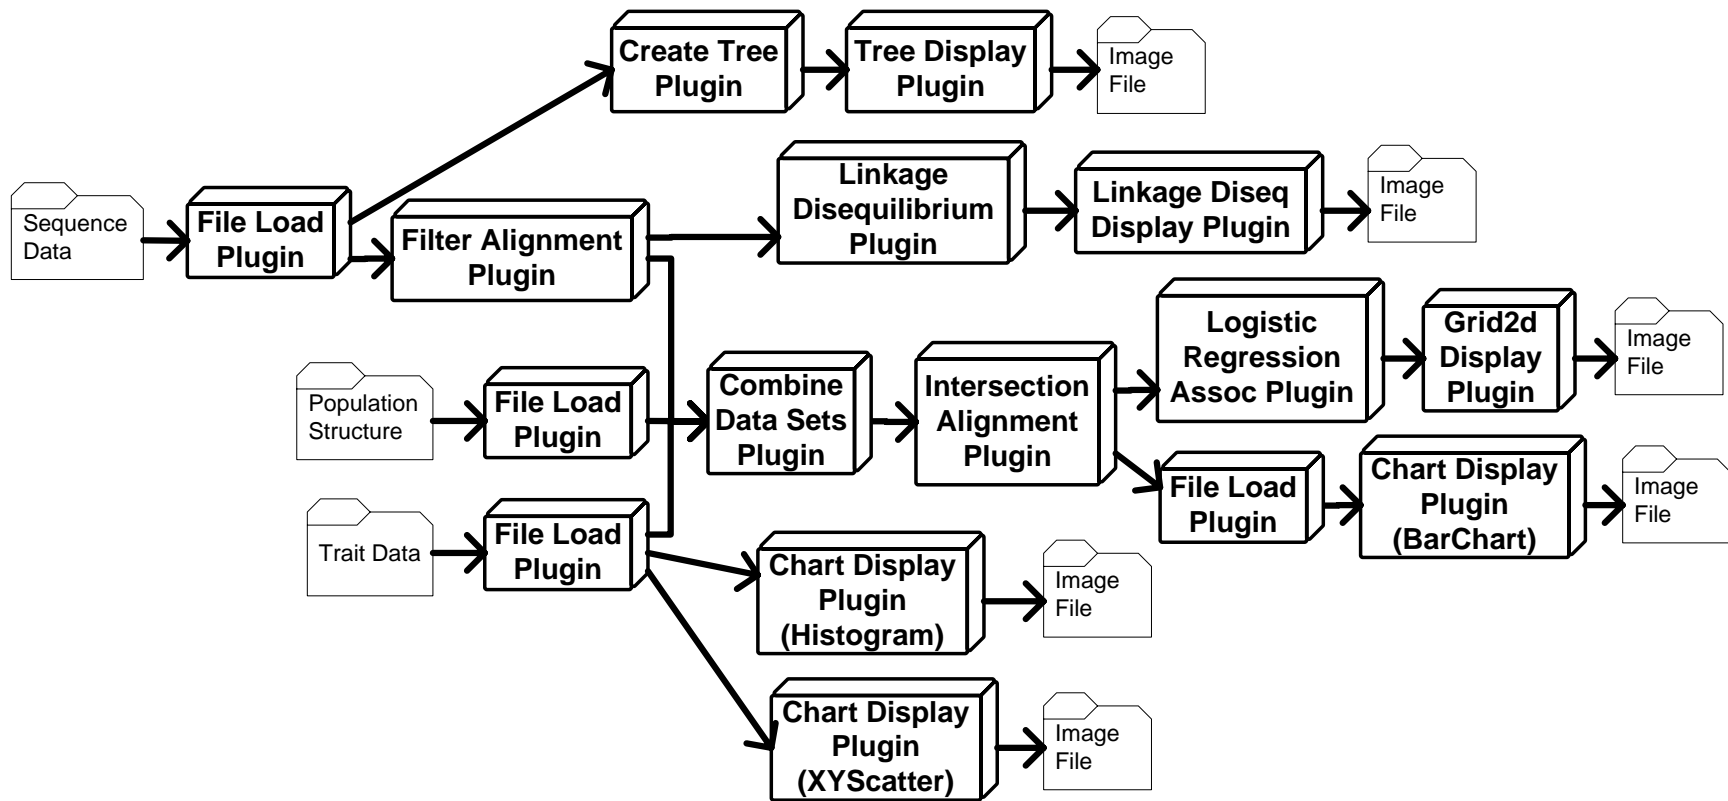 Create Tree
Plugin
Tree Display
Plugin
Image
File
Sequence
Data
File Load
Plugin
Filter Alignment
Plugin
Linkage
Disequilibrium
Plugin
Linkage Diseq
Display Plugin
Image
File
Population
Structure
File Load
Plugin
Combine
Data Sets
Plugin
Intersection
Alignment
Plugin
Logistic
Regression
Assoc Plugin
Grid2d
Display
Plugin
Image
File
File Load
Plugin
Chart Display
Plugin
(BarChart)
Image
File
Trait Data
File Load
Plugin
Chart Display
Plugin
(Histogram)
Image
File
Chart Display
Plugin
(XYScatter)
Image
File